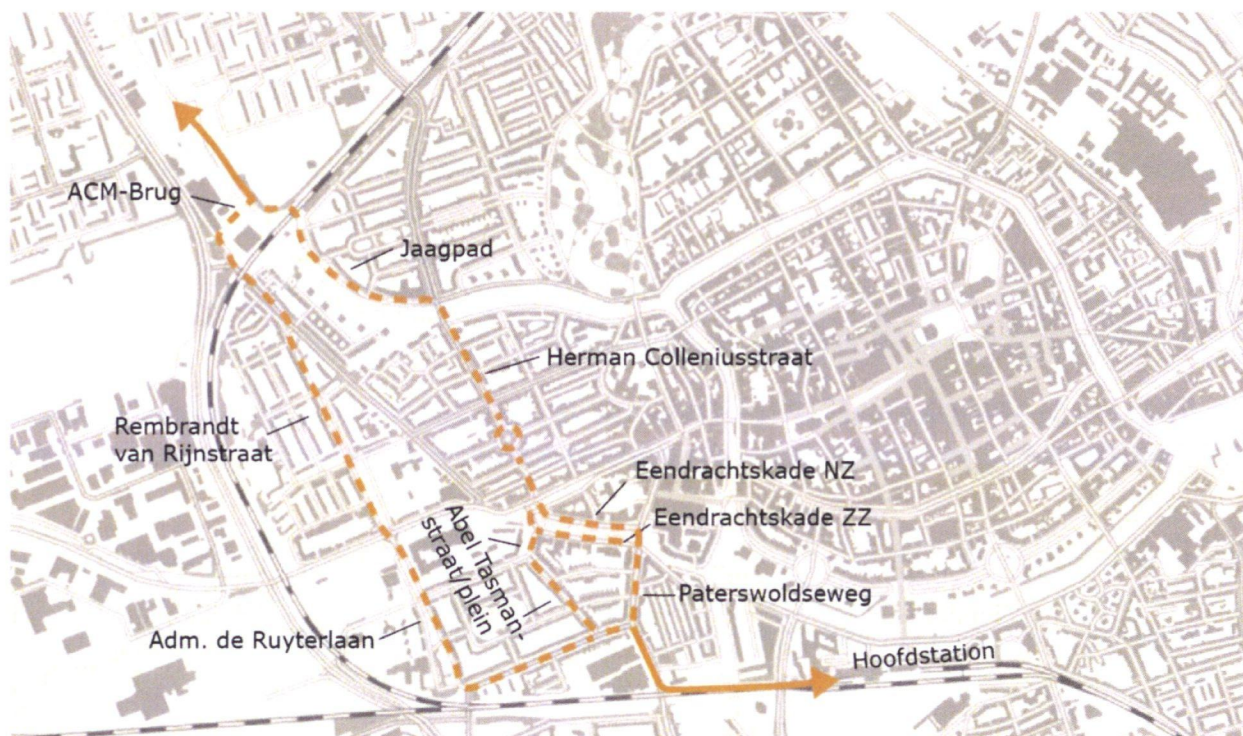 ACM-Brug
Jaagpad
Herman Colleniusstraat
Rembrandt
van Rijnstraat
Eendrachtskade NZ
Eendrachtskade ZZ
Abel Tasman-
straat/plein
Paterswoldseweg
Adm. de Ruyterlaan
Hoofdstation